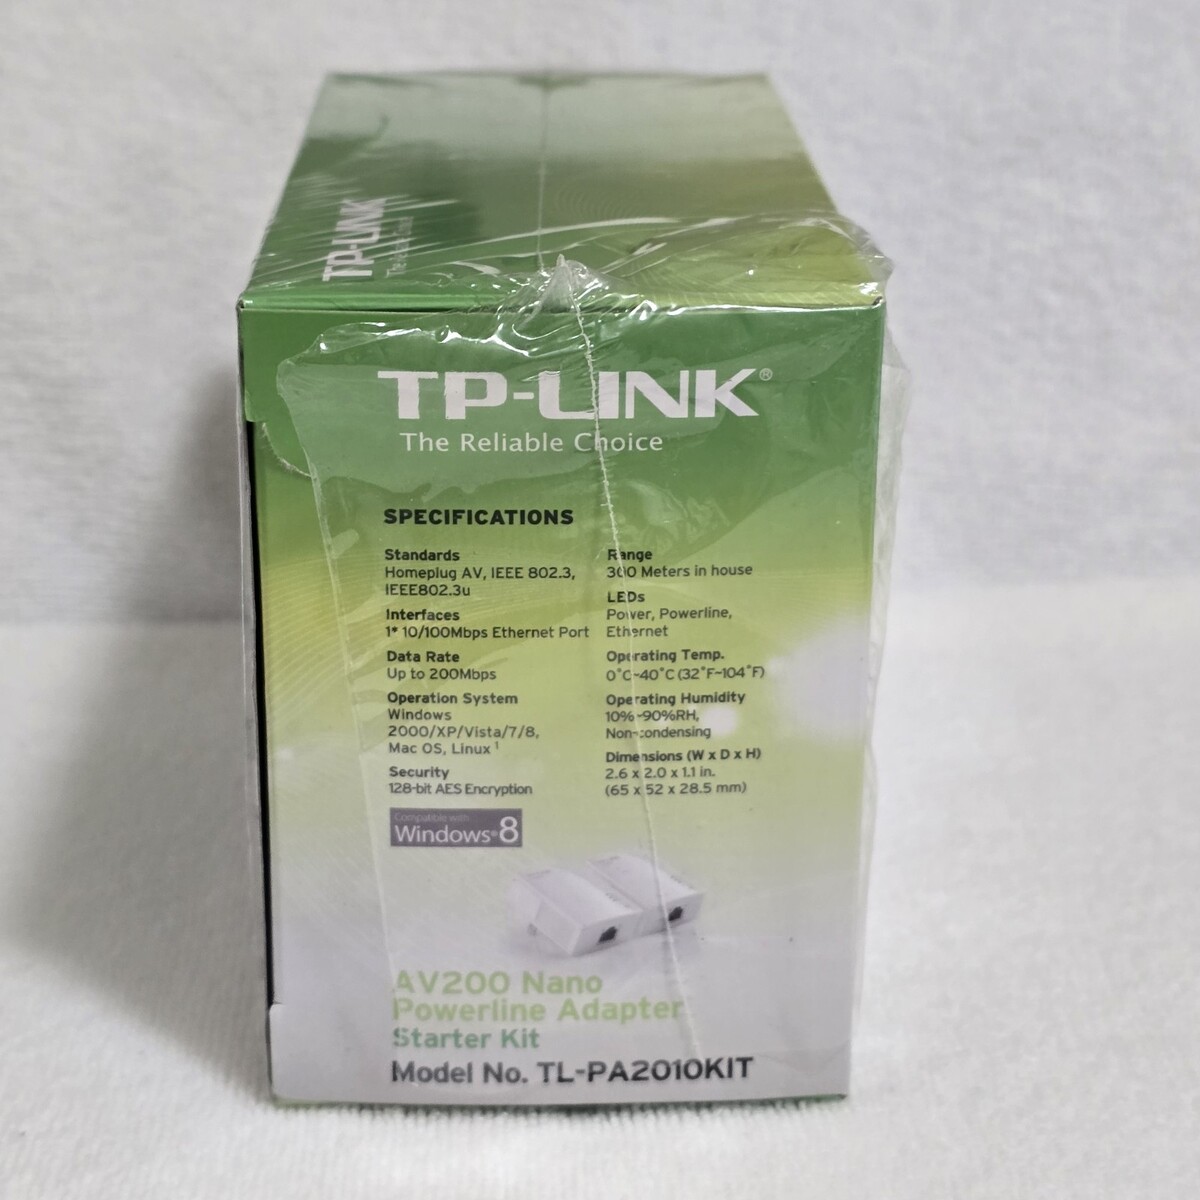 TP-LINK
The Reliable Choice
TP-LINK®
The Reliable Choice
SPECIFICATIONS
Standards
Homeplug AV, IEEE 802.3,
IEEE802.3u
Interfaces
1* 10/100Mbps Ethernet Port
Data Rate
Up to 200Mbps
Operation System
Windows
2000/XP/Vista/7/8,
Mac OS, Linux ¹
Security
128-bit AES Encryption
Range
300 Meters in house
LEDs
Power, Powerline,
Ethernet
Operating Temp.
0°C~40°C (32°F~104°F)
Operating Humidity
10%~90%RH,
Non-condensing
Dimensions (W x D x H)
2.6 x 2.0 x 1.1 in.
(65 x 52 x 28.5 mm)
Compatible with
Windows® 8
AV200 Nano
Powerline Adapter
Starter Kit
Model No. TL-PA2010KIT